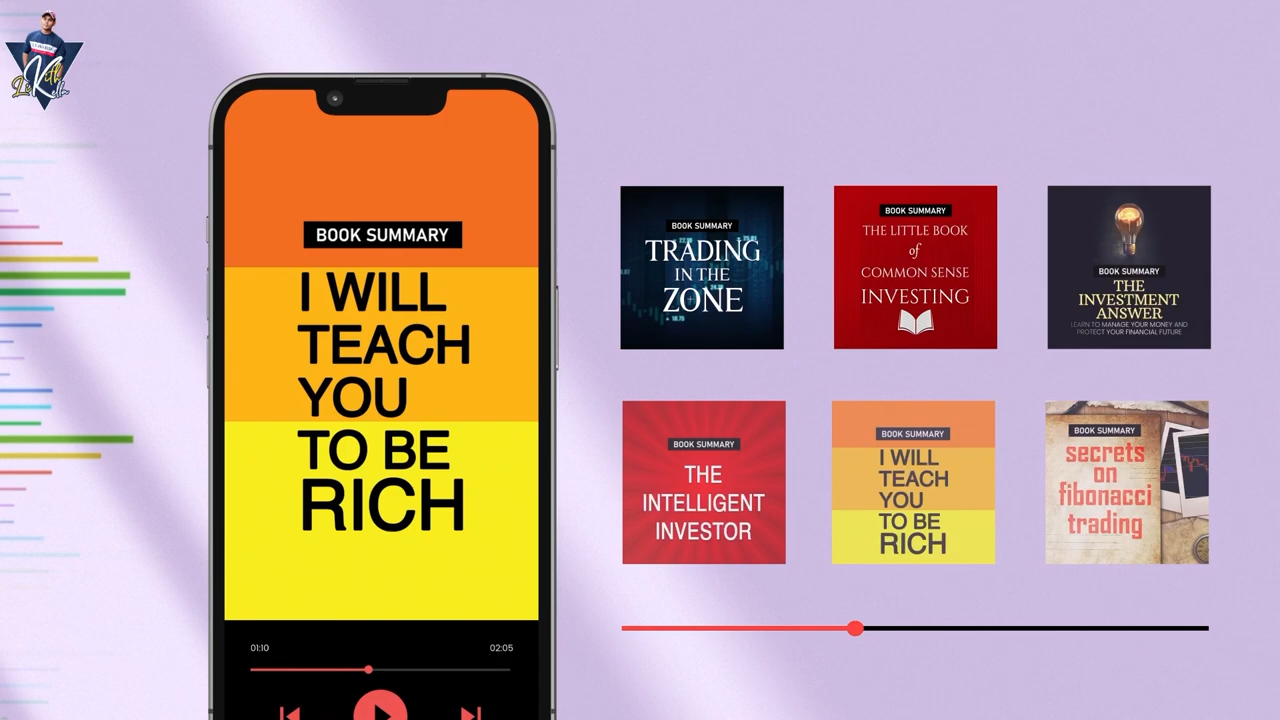 BOOK SUMMARY
I WILL
TEACH
YOU
TO BE
RICH
01:10
02:05
BOOK SUMMARY
TRADING
IN THE
ZONE
BOOK SUMMARY
THE LITTLE BOOK
of
COMMON SENSE
INVESTING
BOOK SUMMARY
THE
INVESTMENT
ANSWER
LEARN TO MANAGE YOUR MONEY AND
PROTECT YOUR FINANCIAL FUTURE
BOOK SUMMARY
THE
INTELLIGENT
INVESTOR
BOOK SUMMARY
I WILL
TEACH
YOU
TO BE
RICH
BOOK SUMMARY
secrets
on
fibonacci
trading